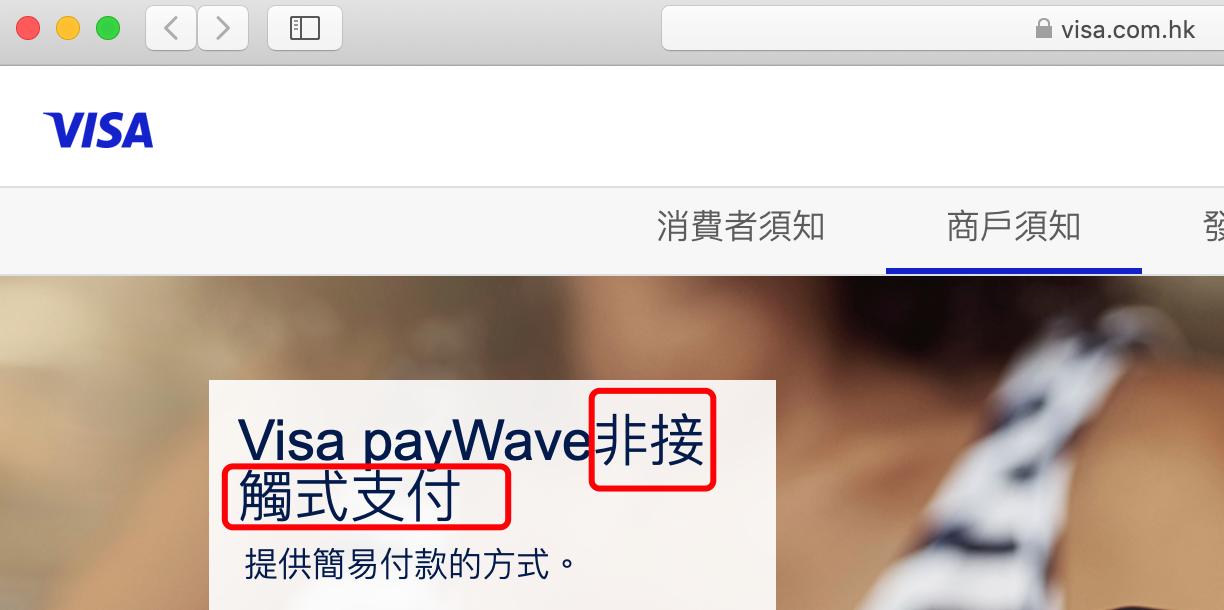 visa.com.hk
VISA
消費者須知 商戶須知 發
Visa payWave非接
觸式支付
提供簡易付款的方式。